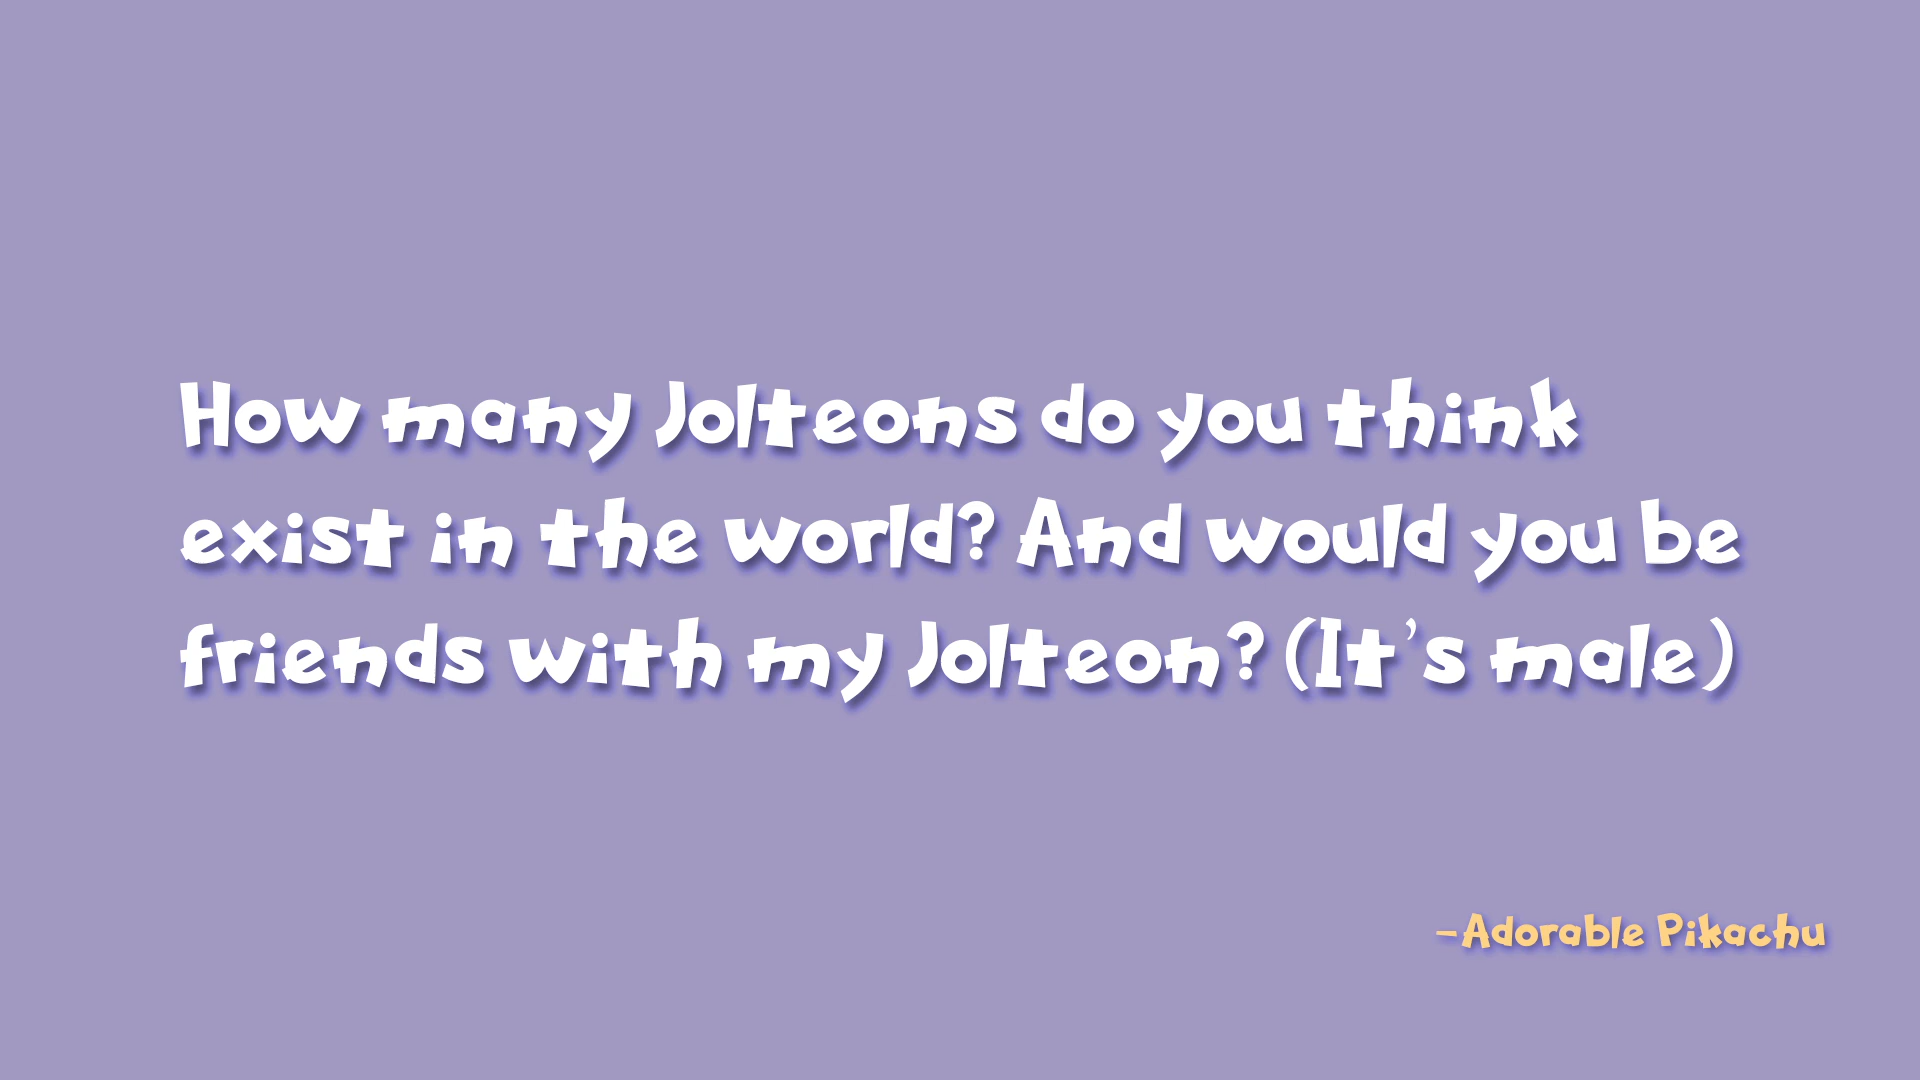 How many Jolteons do you think
exist in the world? And would you be
friends with my Jolteon? (It's male)
-Adorable Pikachu